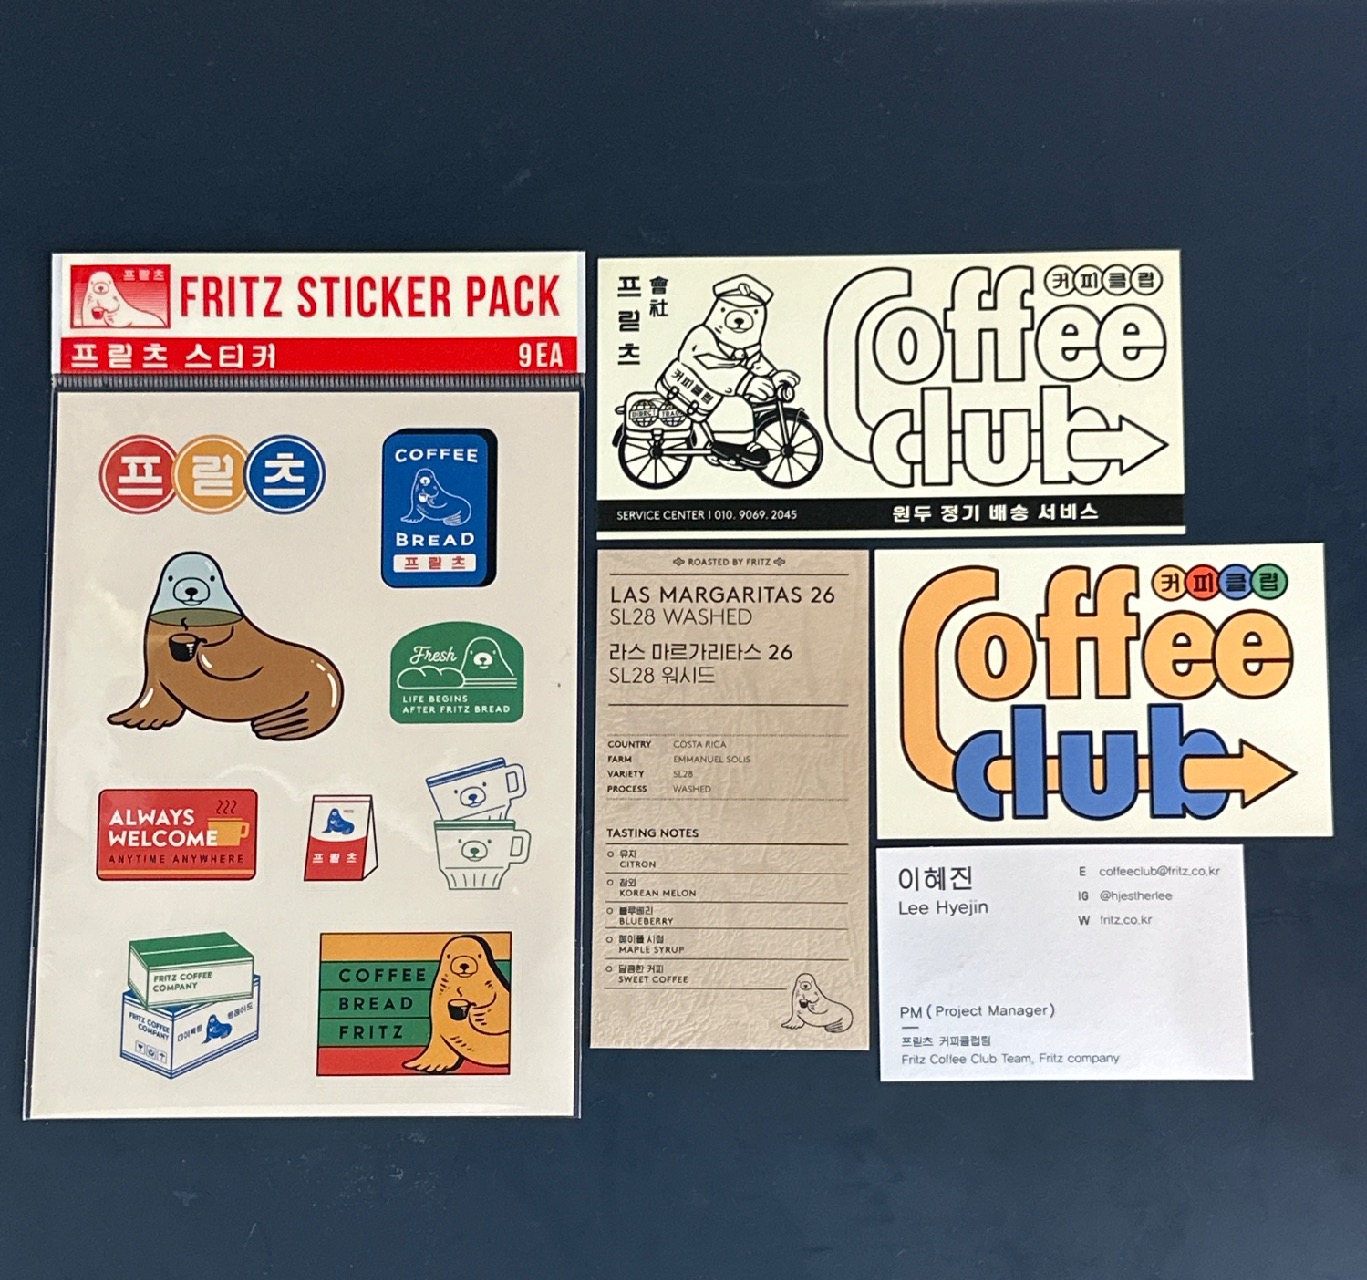 프릳츠
FRITZ STICKER PACK
프릳츠 스티커 9EA
프릳츠
COFFEE
BREAD
프릳츠
Fresh
LIFE BEGINS
AFTER FRITZ BREAD
ALWAYS
WELCOME
ANYTIME ANYWHERE
프릳츠
FRITZ COFFEE
COMPANY
FRITZ COFFEE
COMPANY
COFFEE
BREAD
FRITZ
프릳츠
會社
커피클럽
DIRECT
Coffee
club
커피클럽
SERVICE CENTER | 010. 9069. 2045
원두 정기 배송 서비스
ROASTED BY FRITZ
LAS MARGARITAS 26
SL28 WASHED
라스 마르가리타스 26
SL28 워시드
COUNTRY COSTA RICA
FARM EMMANUEL SOLIS
VARIETY SL28
PROCESS WASHED
TASTING NOTES
유자
CITRON
참외
KOREAN MELON
블루베리
BLUEBERRY
메이플 시럽
MAPLE SYRUP
달콤한 커피
SWEET COFFEE
Coffee
club
커피클럽
이혜진
Lee Hyejin
E coffeeclub@fritz.co.kr
IG @hjestherlee
W fritz.co.kr
PM ( Project Manager )
프릳츠 커피클럽팀
Fritz Coffee Club Team, Fritz company